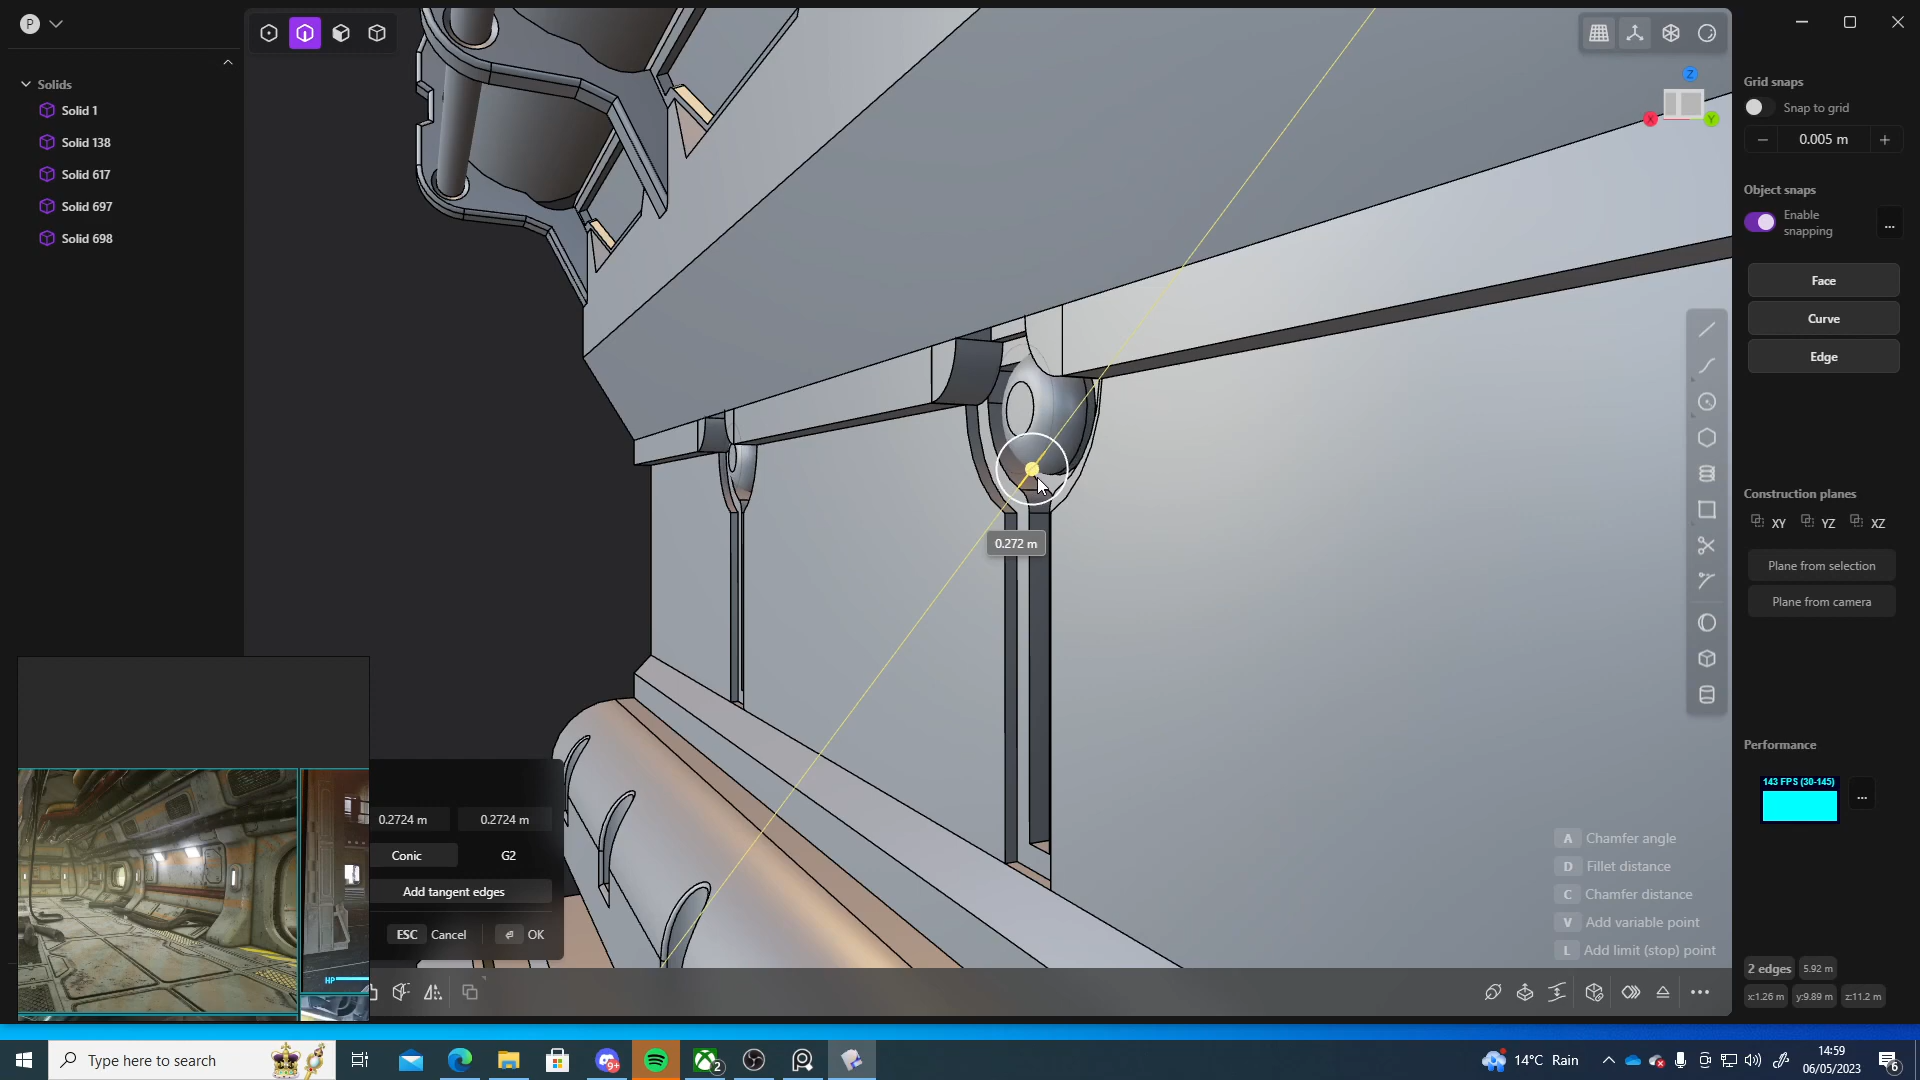 P
Solids
Solid 1
Solid 138
Solid 617
Solid 697
Solid 698
0.272 m
0.2724 m
0.2724 m
Conic
G2
Add tangent edges
ESC Cancel
OK
HP
A Chamfer angle
D Fillet distance
C Chamfer distance
V Add variable point
L Add limit (stop) point
Z
X
Y
Grid snaps
Snap to grid
0.005 m
Object snaps
Enable
snapping
...
Face
Curve
Edge
Construction planes
XY
YZ
XZ
Plane from selection
Plane from camera
Performance
143 FPS (30-145)
...
2 edges
5.92 m
x:1.26 m
y:9.89 m
z:11.2 m
Type here to search
9+
2
14°C Rain
14:59
06/05/2023
6